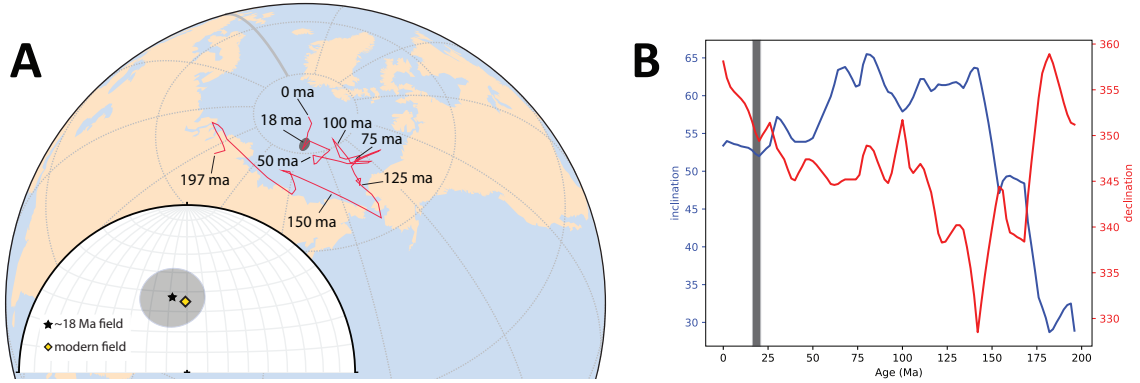 A
0 ma
18 ma
100 ma
75 ma
50 ma
197 ma
125 ma
150 ma
~18 Ma field
modern field
B
65
60
55
50
45
40
35
30
inclination
0
25
50
75
100
125
150
175
200
Age (Ma)
360
355
350
345
340
335
330
declination